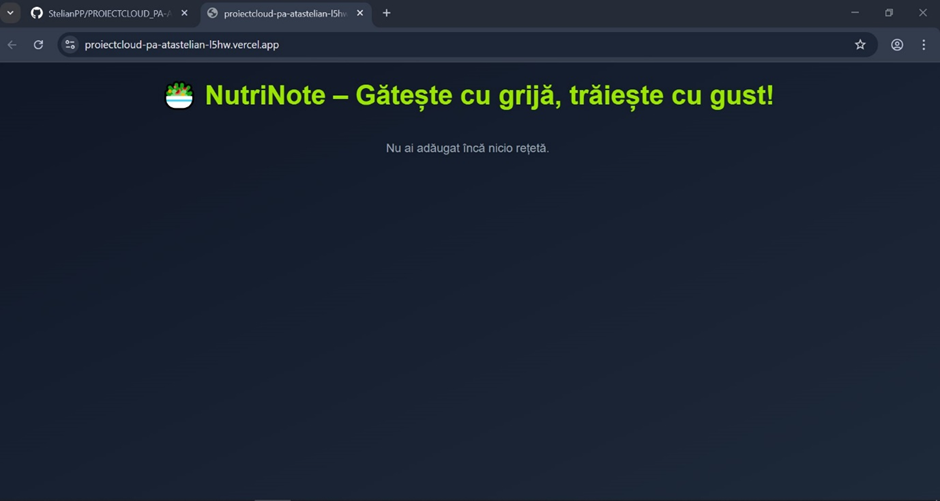 StelianPP/PROIECTCLOUD_PA-A
proiectcloud-pa-atastelian-l5hw
proiectcloud-pa-atastelian-l5hw.vercel.app
NutriNote – Gătește cu grijă, trăiește cu gust!
Nu ai adăugat încă nicio rețetă.